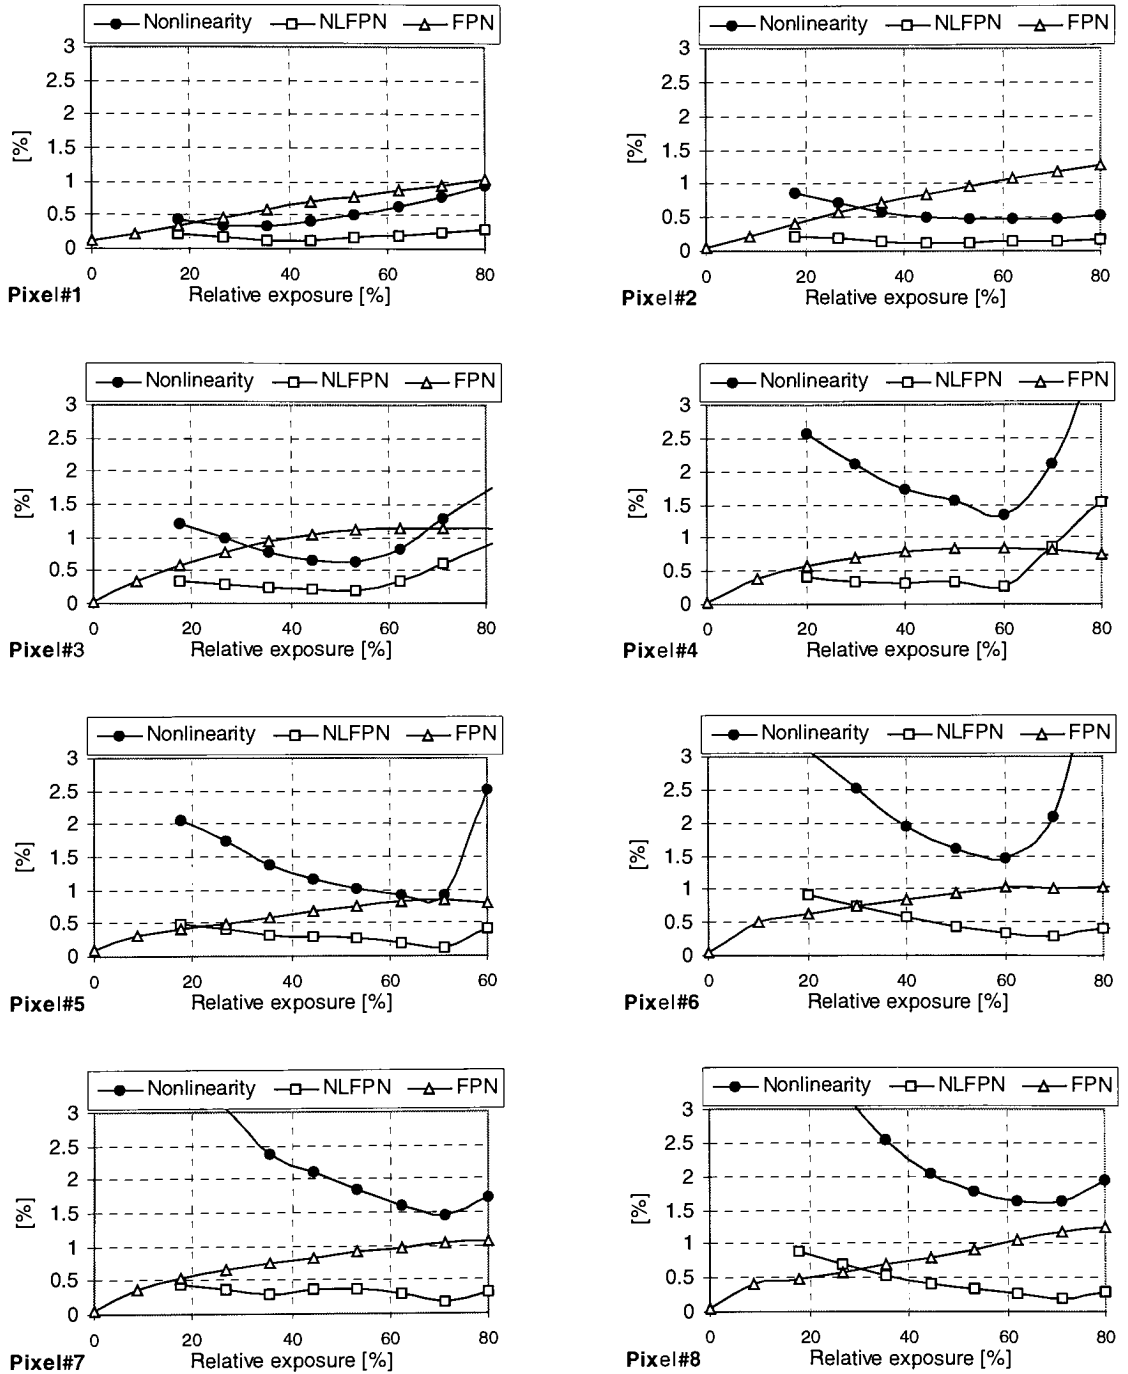 Nonlinearity NLFPN FPN
3
2.5
2
1.5
1
0.5
0
[%]
0 20 40 60 80
Pixel#1 Relative exposure [%]
Nonlinearity NLFPN FPN
3
2.5
2
1.5
1
0.5
0
[%]
0 20 40 60 80
Pixel#2 Relative exposure [%]
Nonlinearity NLFPN FPN
3
2.5
2
1.5
1
0.5
0
[%]
0 20 40 60 80
Pixel#3 Relative exposure [%]
Nonlinearity NLFPN FPN
3
2.5
2
1.5
1
0.5
0
[%]
0 20 40 60 80
Pixel#4 Relative exposure [%]
Nonlinearity NLFPN FPN
3
2.5
2
1.5
1
0.5
0
[%]
0 20 40 60 60
Pixel#5 Relative exposure [%]
Nonlinearity NLFPN FPN
3
2.5
2
1.5
1
0.5
0
[%]
0 20 40 60 80
Pixel#6 Relative exposure [%]
Nonlinearity NLFPN FPN
3
2.5
2
1.5
1
0.5
0
[%]
0 20 40 60 80
Pixel#7 Relative exposure [%]
Nonlinearity NLFPN FPN
3
2.5
2
1.5
1
0.5
0
[%]
0 20 40 60 80
Pixel#8 Relative exposure [%]